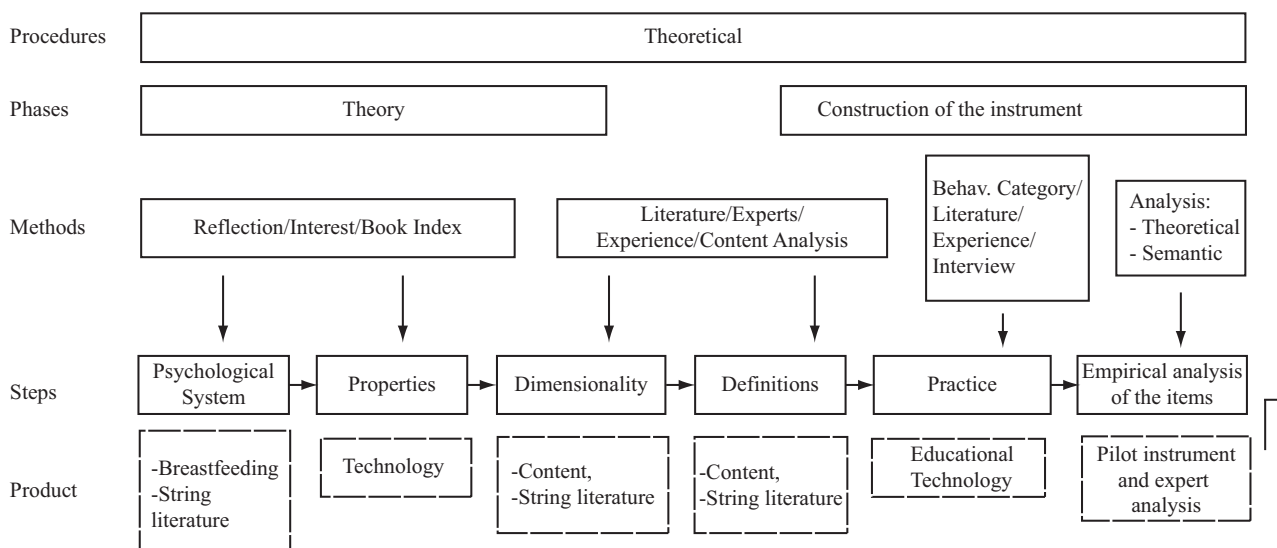 Procedures
Theoretical
Phases
Theory
Construction of the instrument
Methods
Reflection/Interest/Book Index
Literature/Experts/
Experience/Content Analysis
Behav. Category/
Literature/
Experience/
Interview
Analysis:
- Theoretical
- Semantic
Steps
Psychological
System
Properties
Dimensionality
Definitions
Practice
Empirical analysis
of the items
Product
-Breastfeeding
-String
literature
Technology
-Content,
-String literature
-Content,
-String literature
Educational
Technology
Pilot instrument
and expert
analysis